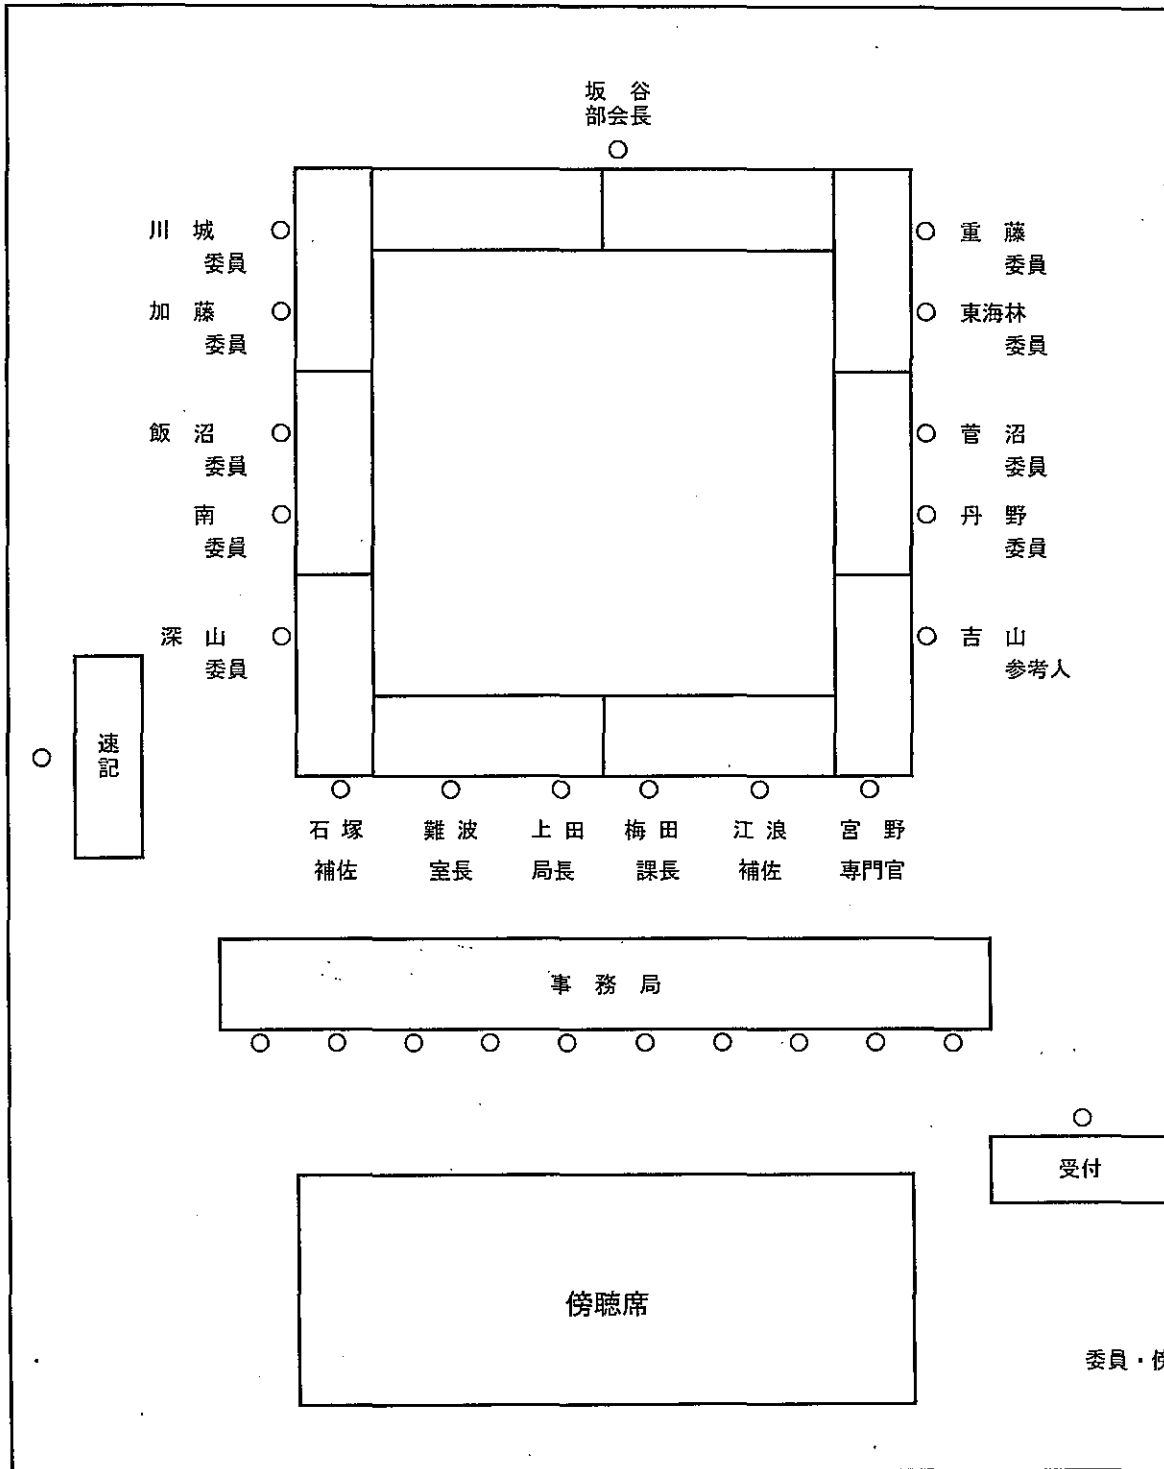 坂 谷
部会長
川 城
委員
加 藤
委員
飯 沼
委員
南
委員
深 山
委員
重 藤
委員
東海林
委員
菅 沼
委員
丹 野
委員
吉 山
参考人
速記
石 塚
補佐
難 波
室長
上 田
局長
梅 田
課長
江 浪
補佐
宮 野
専門官
事 務 局
受付
傍聴席
委員・傍